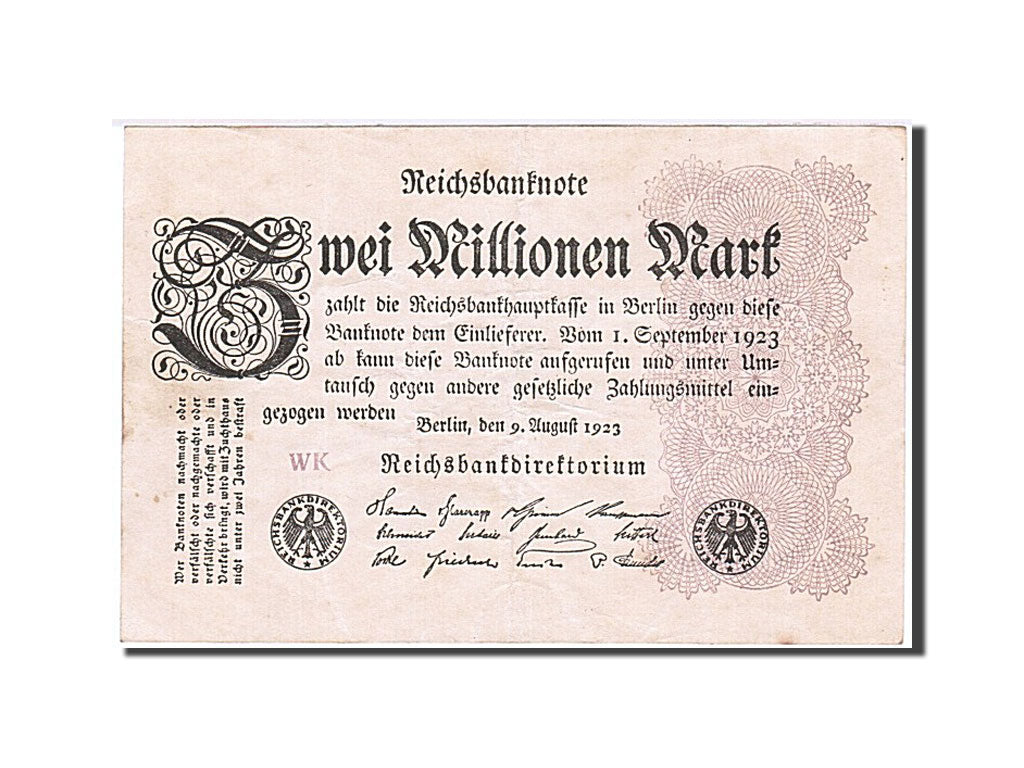 Reichsbanknote
Zwei Millionen Mark
zahlt die Reichsbankhauptkasse in Berlin gegen diese
Banknote dem Einlieferer. Vom 1. September 1923
ab kann diese Banknote aufgerufen und unter Um-
tausch gegen andere gesetzliche Zahlungsmittel ein-
gezogen werden
Berlin, den 9. August 1923
WK Reichsbankdirektorium
REICHSBANKDIREKTORIUM
REICHSBANKDIREKTORIUM
Wer Banknoten nachmacht oder
verfälscht oder nachgemachte oder
verfälschte sich verschafft und in
Verkehr bringt, wird mit Zuchthaus
nicht unter zwei Jahren bestraft